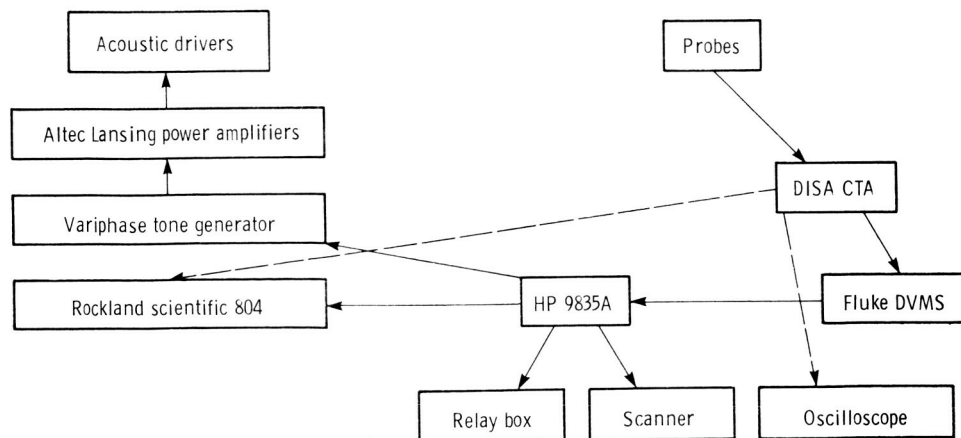 Acoustic drivers
Probes
Altec Lansing power amplifiers
DISA CTA
Variphase tone generator
Rockland scientific 804
HP 9835A
Fluke DVMS
Relay box
Scanner
Oscilloscope